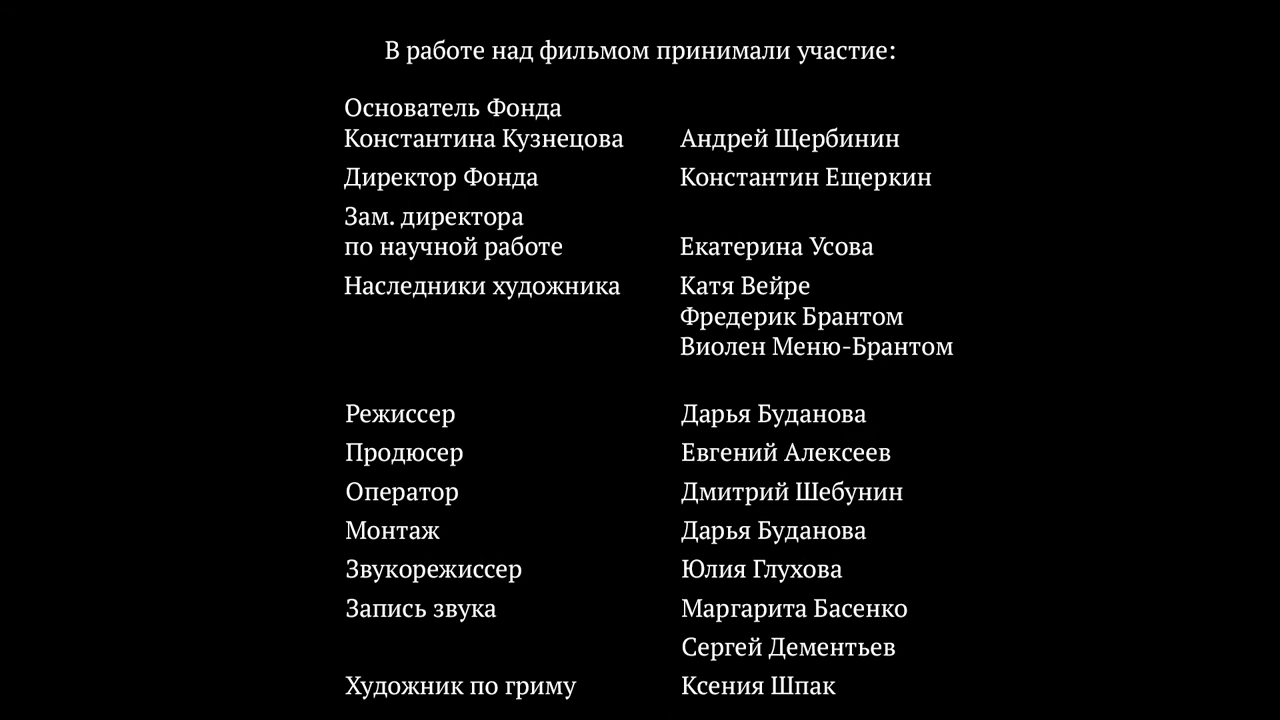 В работе над фильмом принимали участие:
Основатель Фонда
Константина Кузнецова Андрей Щербинин
Директор Фонда Константин Ещеркин
Зам. директора
по научной работе Екатерина Усова
Наследники художника Катя Вейре
Фредерик Брантом
Виолен Меню-Брантом
Режиссер Дарья Буданова
Продюсер Евгений Алексеев
Оператор Дмитрий Шебунин
Монтаж Дарья Буданова
Звукорежиссер Юлия Глухова
Запись звука Маргарита Басенко
Сергей Дементьев
Художник по гриму Ксения Шпак